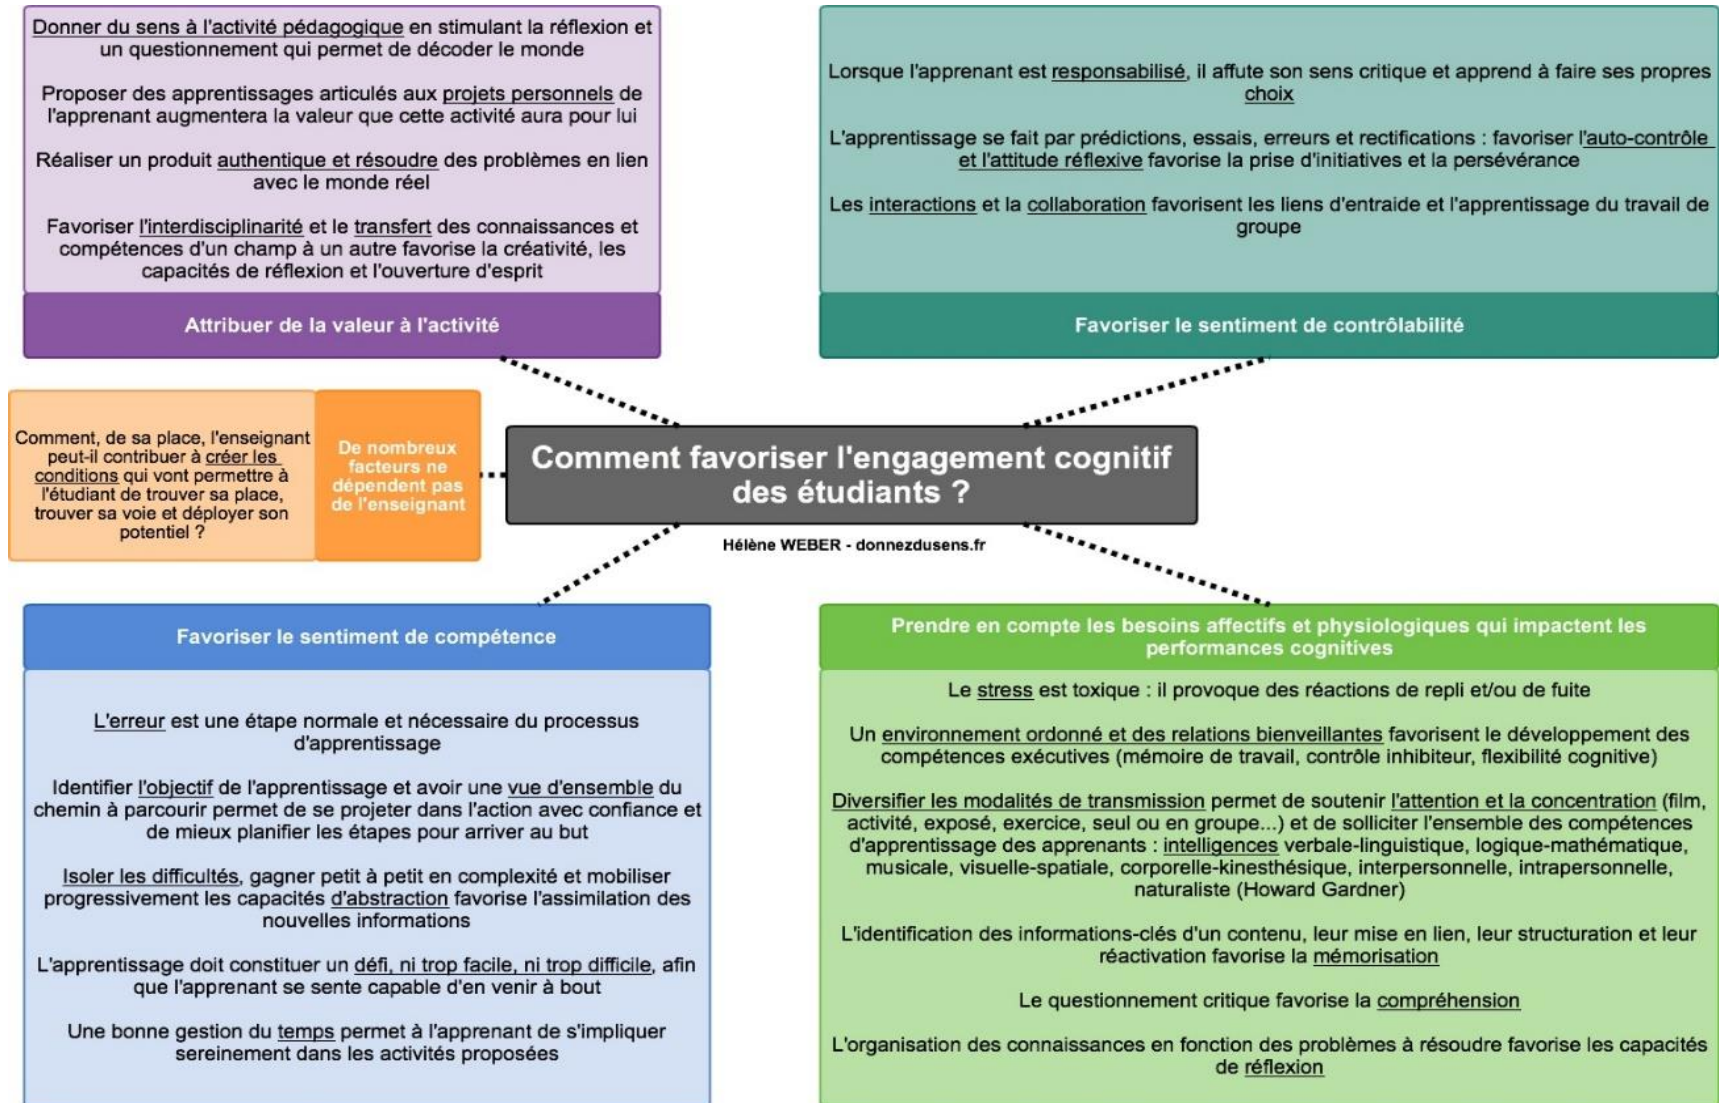 Donner du sens à l'activité pédagogique en stimulant la réflexion et
un questionnement qui permet de décoder le monde
Proposer des apprentissages articulés aux projets personnels de
l'apprenant augmentera la valeur que cette activité aura pour lui
Réaliser un produit authentique et résoudre des problèmes en lien
avec le monde réel
Favoriser l'interdisciplinarité et le transfert des connaissances et
compétences d'un champ à un autre favorise la créativité, les
capacités de réflexion et l'ouverture d'esprit
Attribuer de la valeur à l'activité
Lorsque l'apprenant est responsabilisé, il affute son sens critique et apprend à faire ses propres
choix
L'apprentissage se fait par prédictions, essais, erreurs et rectifications : favoriser l'auto-contrôle
et l'attitude réflexive favorise la prise d'initiatives et la persévérance
Les interactions et la collaboration favorisent les liens d'entraide et l'apprentissage du travail de
groupe
Favoriser le sentiment de contrôlabilité
Comment, de sa place, l'enseignant
peut-il contribuer à créer les
conditions qui vont permettre à
l'étudiant de trouver sa place,
trouver sa voie et déployer son
potentiel ?
De nombreux
facteurs ne
dépendent pas
de l'enseignant
Comment favoriser l'engagement cognitif
des étudiants ?
Hélène WEBER - donnezdusens.fr
Favoriser le sentiment de compétence
L'erreur est une étape normale et nécessaire du processus
d'apprentissage
Identifier l'objectif de l'apprentissage et avoir une vue d'ensemble du
chemin à parcourir permet de se projeter dans l'action avec confiance et
de mieux planifier les étapes pour arriver au but
Isoler les difficultés, gagner petit à petit en complexité et mobiliser
progressivement les capacités d'abstraction favorise l'assimilation des
nouvelles informations
L'apprentissage doit constituer un défi, ni trop facile, ni trop difficile, afin
que l'apprenant se sente capable d'en venir à bout
Une bonne gestion du temps permet à l'apprenant de s'impliquer
sereinement dans les activités proposées
Prendre en compte les besoins affectifs et physiologiques qui impactent les
performances cognitives
Le stress est toxique : il provoque des réactions de repli et/ou de fuite
Un environnement ordonné et des relations bienveillantes favorisent le développement des
compétences exécutives (mémoire de travail, contrôle inhibiteur, flexibilité cognitive)
Diversifier les modalités de transmission permet de soutenir l'attention et la concentration (film,
activité, exposé, exercice, seul ou en groupe...) et de solliciter l'ensemble des compétences
d'apprentissage des apprenants : intelligences verbale-linguistique, logique-mathématique,
musicale, visuelle-spatiale, corporelle-kinesthésique, interpersonnelle, intrapersonnelle,
naturaliste (Howard Gardner)
L'identification des informations-clés d'un contenu, leur mise en lien, leur structuration et leur
réactivation favorise la mémorisation
Le questionnement critique favorise la compréhension
L'organisation des connaissances en fonction des problèmes à résoudre favorise les capacités
de réflexion